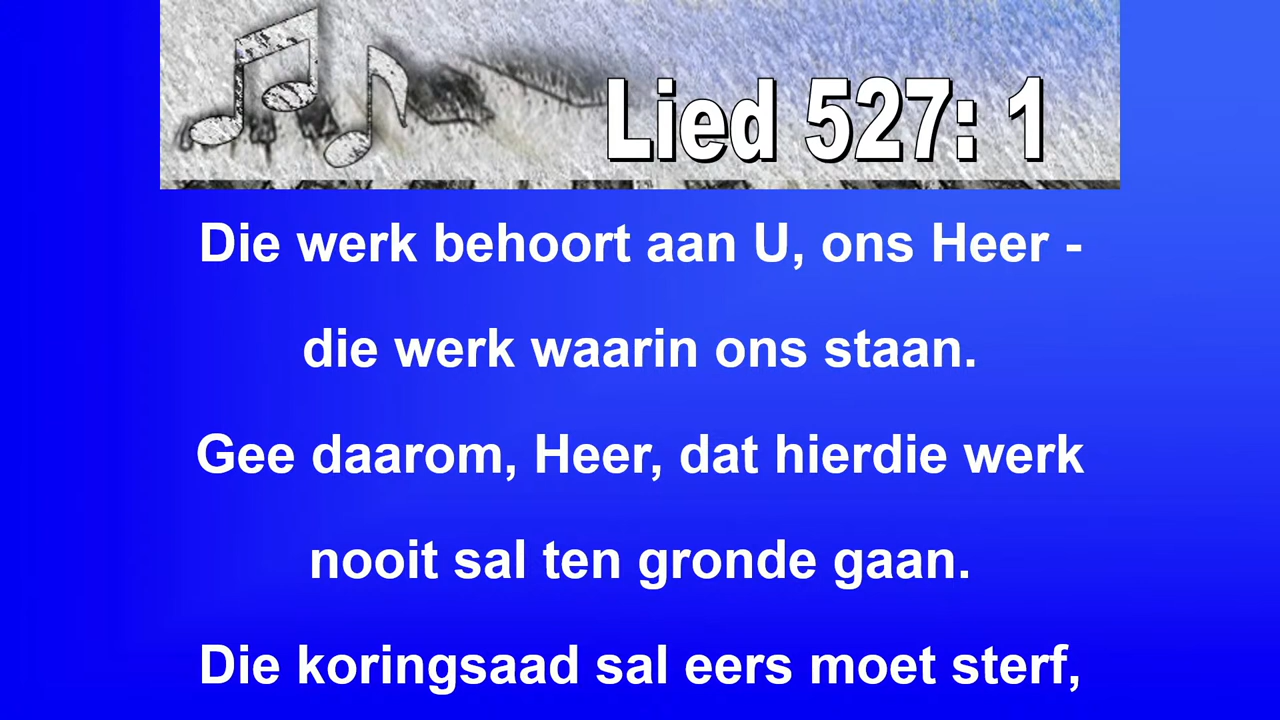 Lied 527: 1
Die werk behoort aan U, ons Heer -
die werk waarin ons staan.
Gee daarom, Heer, dat hierdie werk
nooit sal ten gronde gaan.
Die koringsaad sal eers moet sterf,